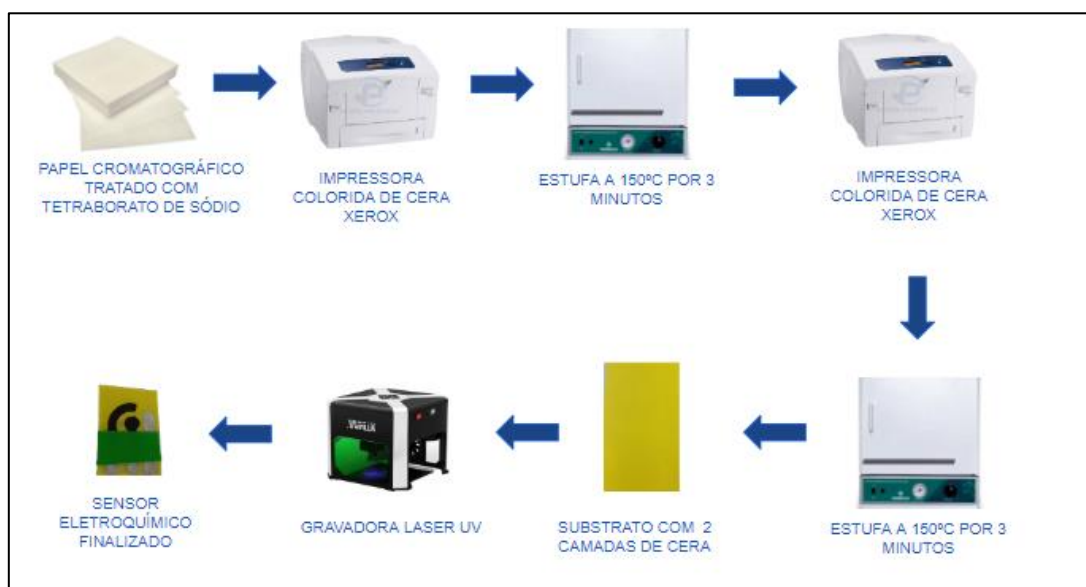 PAPEL CROMATOGRÁFICO
TRATADO COM
TETRABORATO DE SÓDIO
IMPRESSORA
COLORIDA DE CERA
XEROX
ESTUFA A 150ºC POR 3
MINUTOS
IMPRESSORA
COLORIDA DE CERA
XEROX
SENSOR
ELETROQUÍMICO
FINALIZADO
GRAVADORA LASER UV
SUBSTRATO COM 2
CAMADAS DE CERA
ESTUFA A 150ºC POR 3
MINUTOS